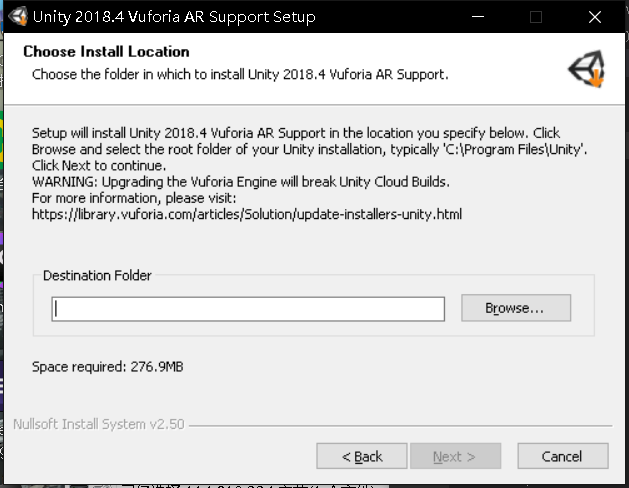 Unity 2018.4 Vuforia AR Support Setup
Choose Install Location
Choose the folder in which to install Unity 2018.4 Vuforia AR Support.
Setup will install Unity 2018.4 Vuforia AR Support in the location you specify below. Click
Browse and select the root folder of your Unity installation, typically 'C:\Program Files\Unity'.
Click Next to continue.
WARNING: Upgrading the Vuforia Engine will break Unity Cloud Builds.
For more information, please visit:
https://library.vuforia.com/articles/Solution/update-installers-unity.html
Destination Folder
Browse...
Space required: 276.9MB
Nullsoft Install System v2.50
< Back Next > Cancel